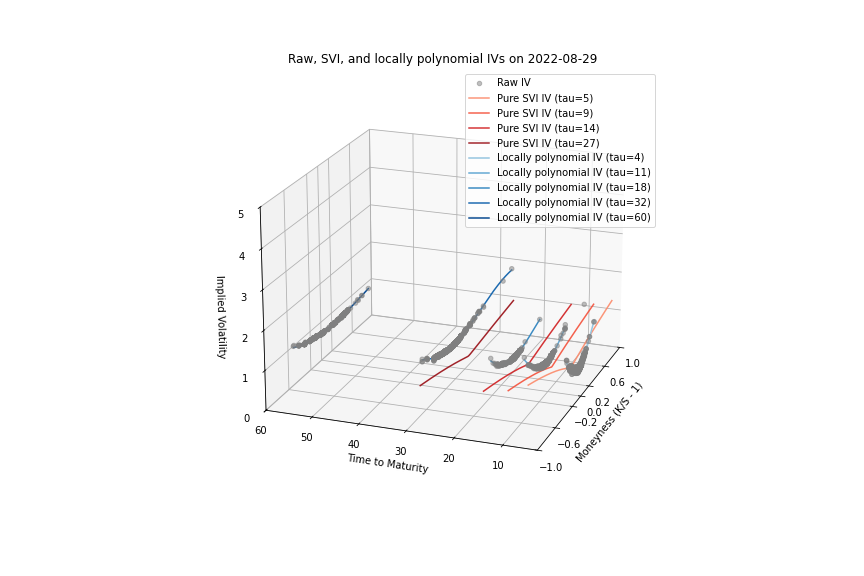 Raw, SVI, and locally polynomial IVs on 2022-08-29
Raw IV
Pure SVI IV (tau=5)
Pure SVI IV (tau=9)
Pure SVI IV (tau=14)
Pure SVI IV (tau=27)
Locally polynomial IV (tau=4)
Locally polynomial IV (tau=11)
Locally polynomial IV (tau=18)
Locally polynomial IV (tau=32)
Locally polynomial IV (tau=60)
5
4
3
2
1
0
Implied Volatility
60
50
40
30
20
10
Time to Maturity
1.0
0.6
0.2
0.0
−0.2
−0.6
−1.0
Moneyness (K/S - 1)